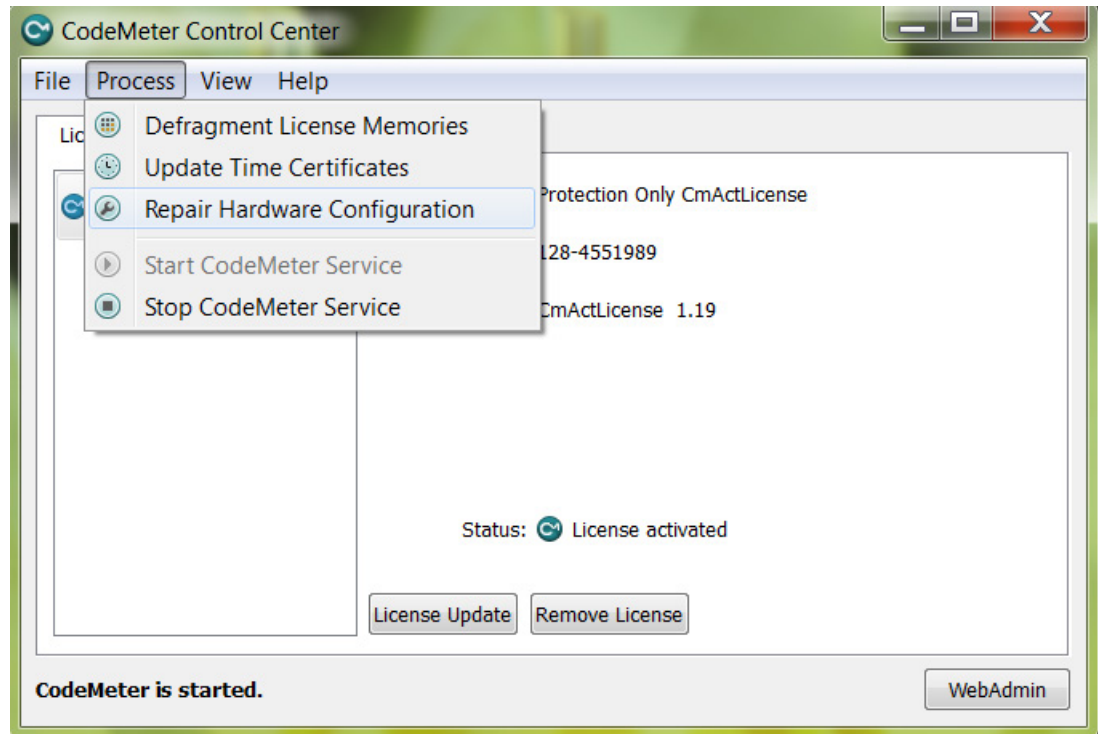 CodeMeter Control Center
File Process View Help
Defragment License Memories
Update Time Certificates
Repair Hardware Configuration
Start CodeMeter Service
Stop CodeMeter Service
Protection Only CmActLicense
128-4551989
CmActLicense 1.19
Status: License activated
License Update Remove License
CodeMeter is started.
WebAdmin